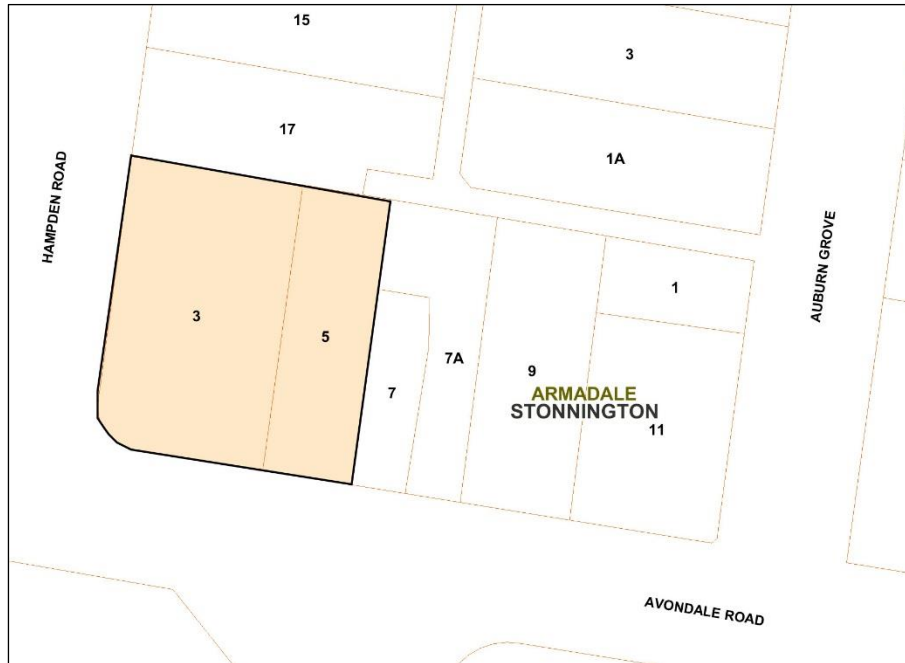 15
3
17
1A
HAMPDEN ROAD
AUBURN GROVE
1
3
5
7A
7
9
ARMADALE
STONNINGTON
11
AVONDALE ROAD